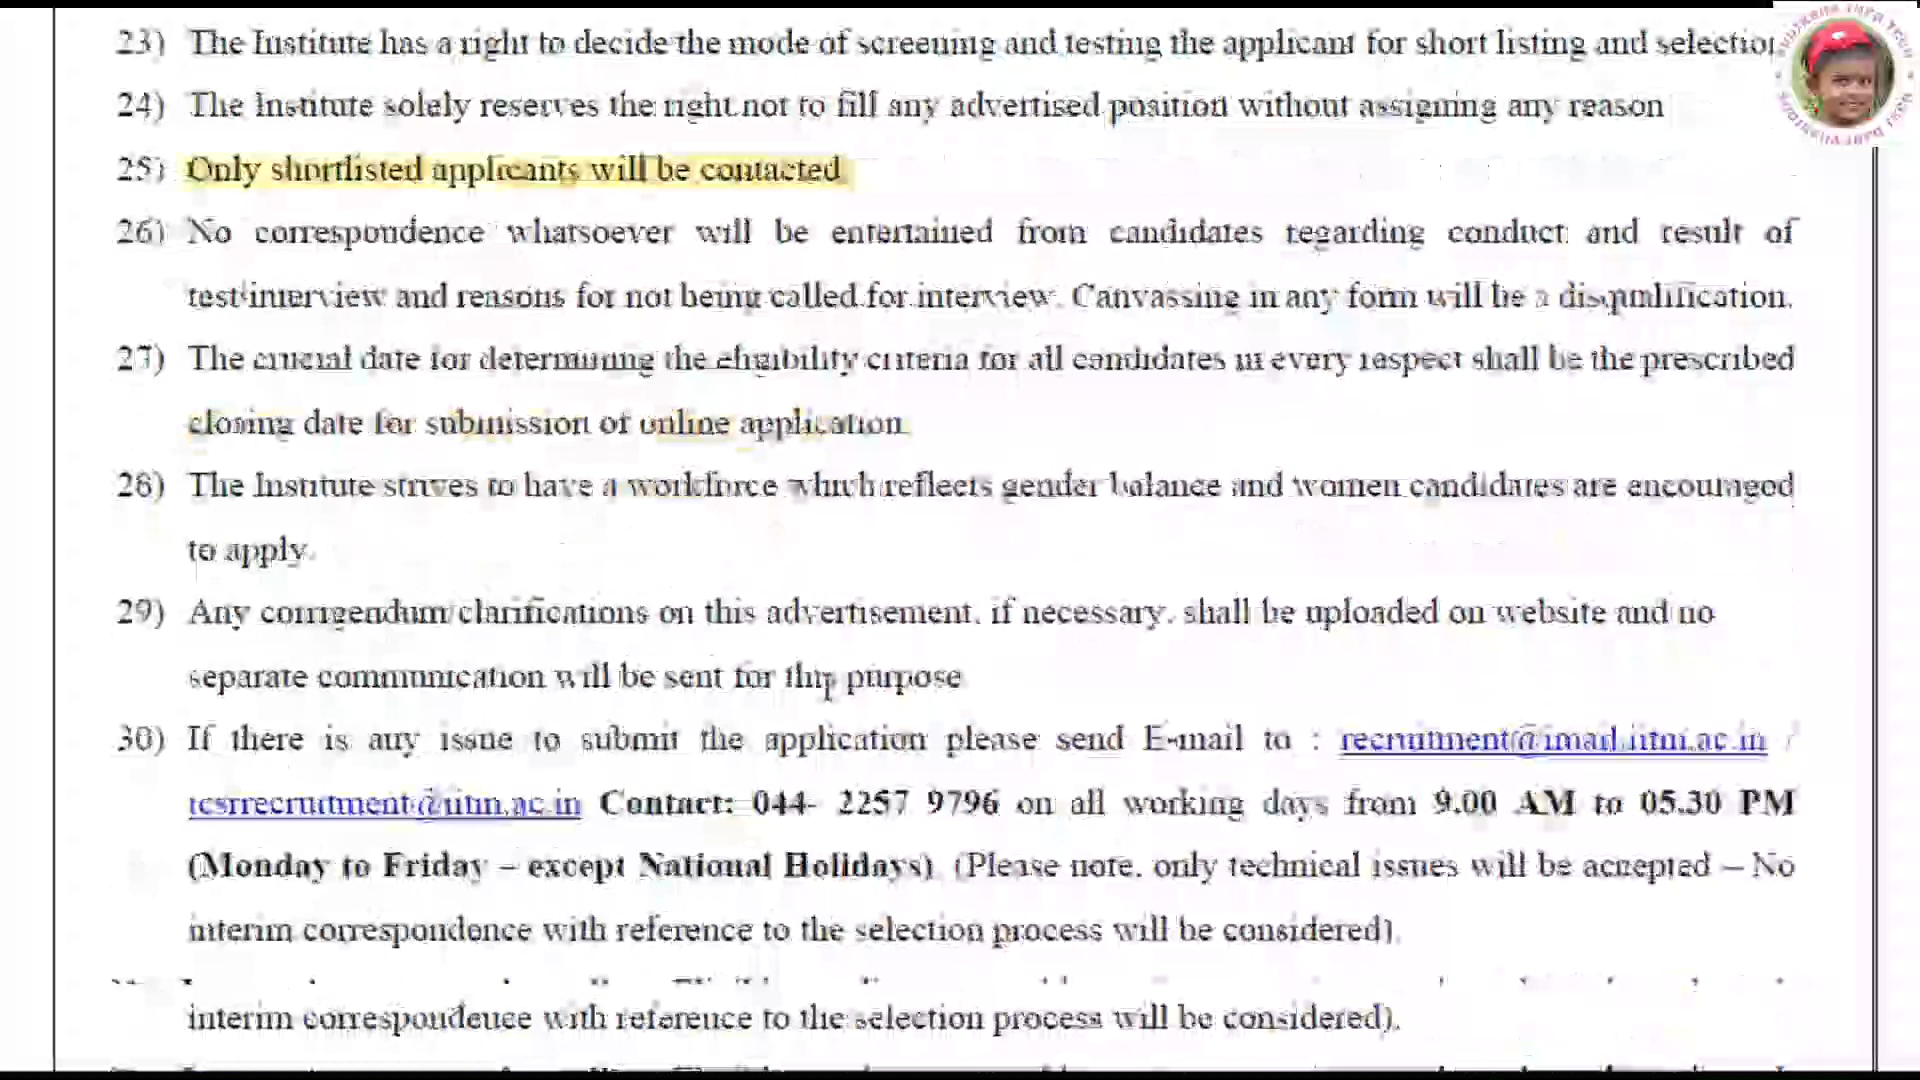 23) The Institute has a right to decide the mode of screening and testing the applicant for short listing and selection
24) The Institute solely reserves the right not to fill any advertised position without assigning any reason
25) Only shortlisted applicants will be contacted.
26) No correspondence whatsoever will be entertained from candidates regarding conduct and result of
test/interview and reasons for not being called for interview. Canvassing in any form will be a disqualification.
27) The crucial date for determining the eligibility criteria for all candidates in every respect shall be the prescribed
closing date for submission of online application.
28) The Institute strives to have a workforce which reflects gender balance and women candidates are encouraged
to apply.
29) Any corrigendum/clarifications on this advertisement, if necessary, shall be uploaded on website and no
separate communication will be sent for this purpose
30) If there is any issue to submit the application please send E-mail to : recruitment@imail.iitm.ac.in /
icsrrecruitment@iitm.ac.in Contact: 044- 2257 9796 on all working days from 9.00 AM to 05.30 PM
(Monday to Friday – except National Holidays). (Please note, only technical issues will be accepted – No
interim correspondence with reference to the selection process will be considered).
interim correspondence with reference to the selection process will be considered).